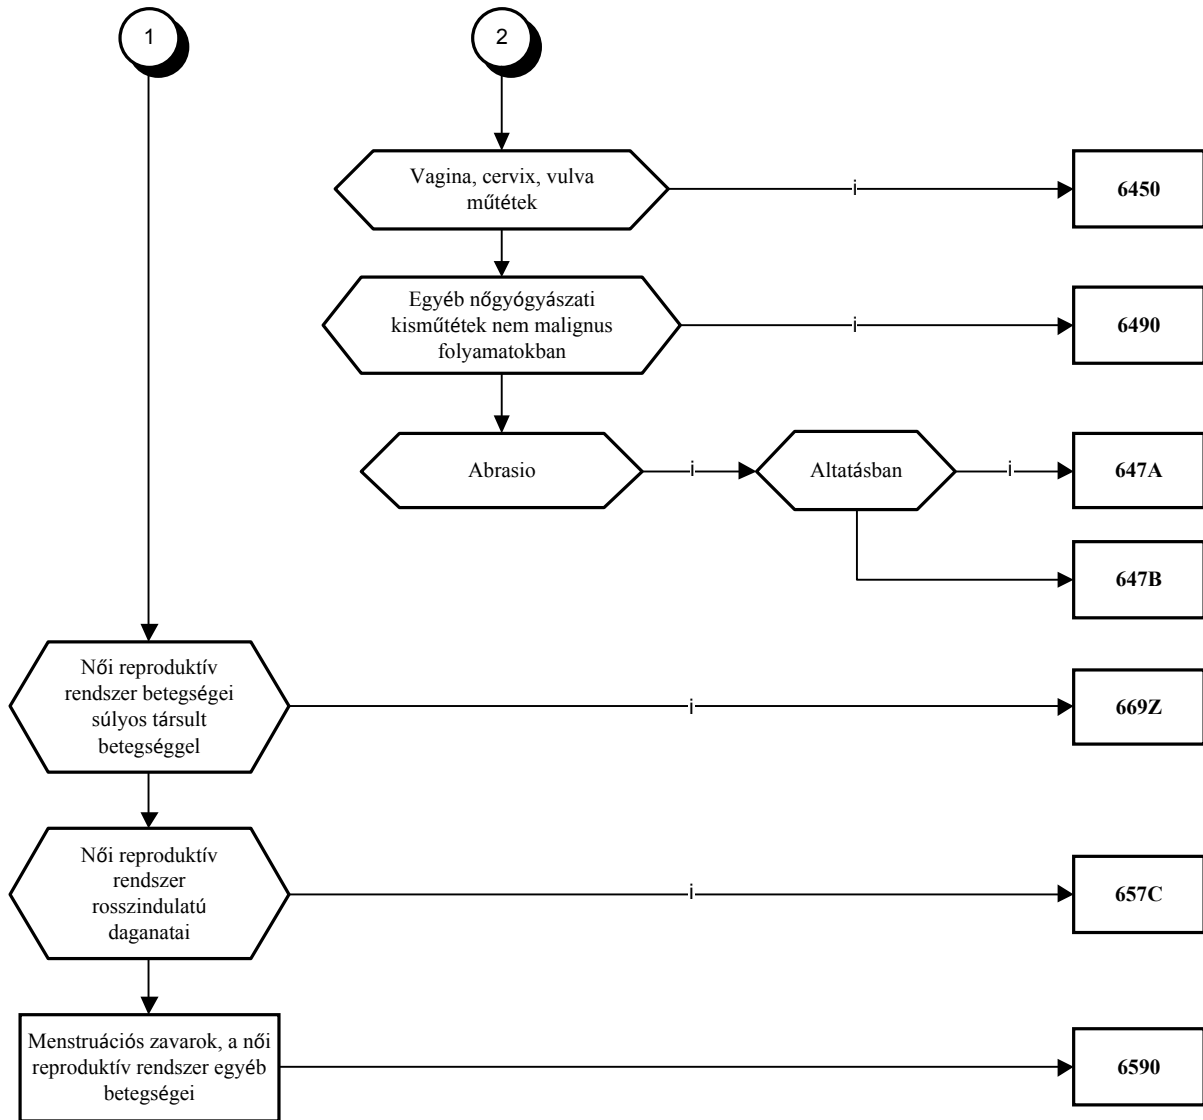 1
2
Vagina, cervix, vulva
műtétek
i
6450
Egyéb nőgyógyászati
kisműtétek nem malignus
folyamatokban
i
6490
Abrasio
i
Altatásban
i
647A
647B
Női reproduktív
rendszer betegségei
súlyos társult
betegséggel
i
669Z
Női reproduktív
rendszer
rosszindulatú
daganatai
i
657C
Menstruációs zavarok, a női
reproduktív rendszer egyéb
betegségei
6590